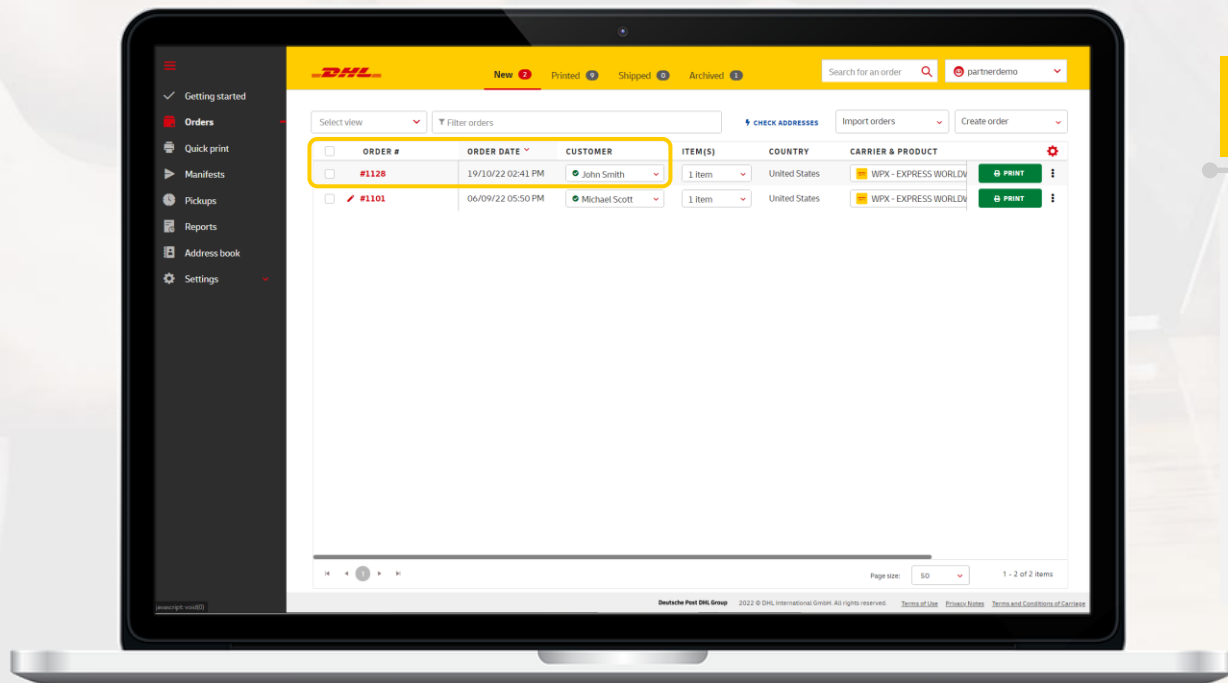 DHL
New 2 Printed 9 Shipped 0 Archived 1 Search for an order partnerdemo
Getting started
Orders
Quick print
Manifests
Pickups
Reports
Address book
Settings
Select view Filter orders CHECK ADDRESSES Import orders Create order
ORDER # ORDER DATE CUSTOMER ITEM(S) COUNTRY CARRIER & PRODUCT
#1128 19/10/22 02:41 PM John Smith 1 item United States WPX - EXPRESS WORLDW PRINT
#1101 06/09/22 05:50 PM Michael Scott 1 item United States WPX - EXPRESS WORLDW PRINT
1 Page size: 50 1 - 2 of 2 items
javascript:void(0) Deutsche Post DHL Group 2022 © DHL International GmbH. All rights reserved. Terms of Use Privacy Notes Terms and Conditions of Carriage